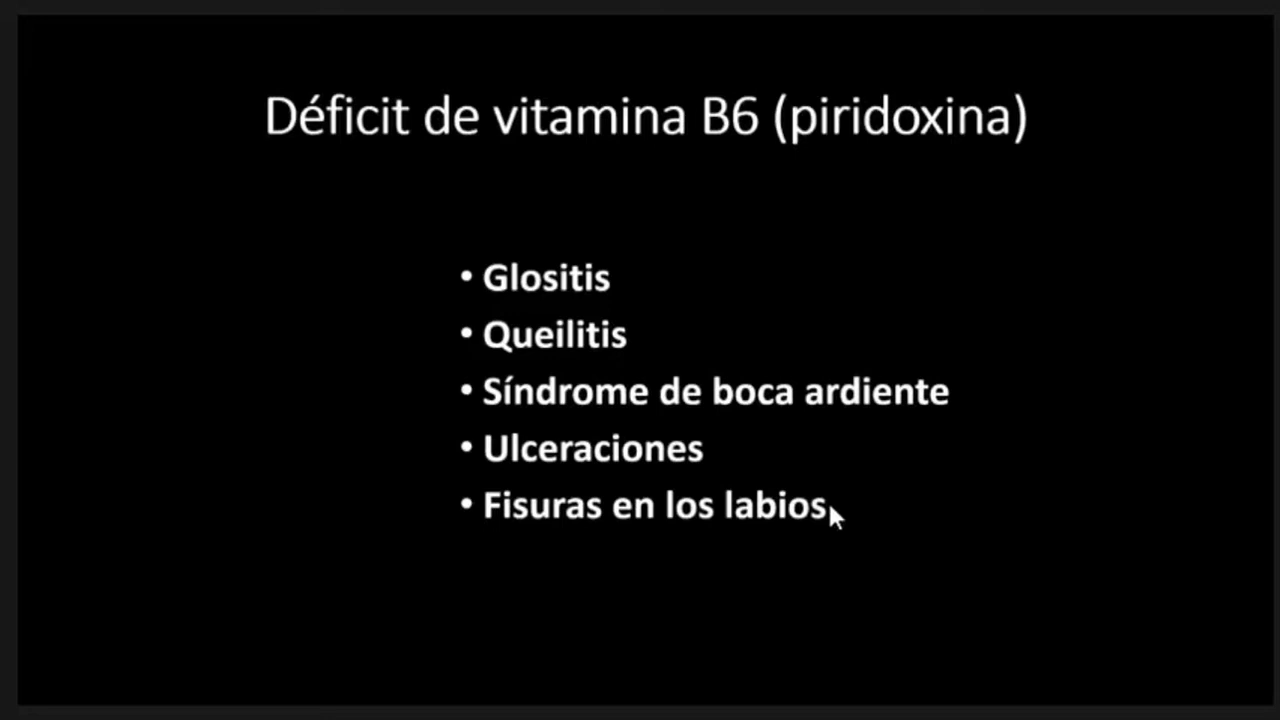 Déficit de vitamina B6 (piridoxina)
• Glositis
• Queilitis
• Síndrome de boca ardiente
• Ulceraciones
• Fisuras en los labios